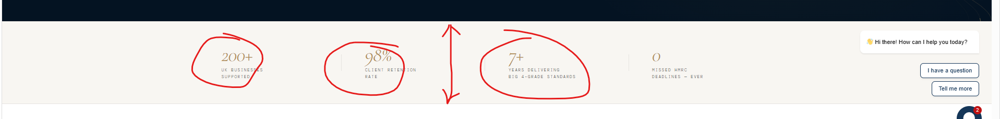 200+
UK BUSINESSES
SUPPORTED
98%
CLIENT RETENTION
RATE
7+
YEARS DELIVERING
BIG 4-GRADE STANDARDS
0
MISSED HMRC
DEADLINES — EVER
👋 Hi there! How can I help you today?
I have a question
Tell me more
2